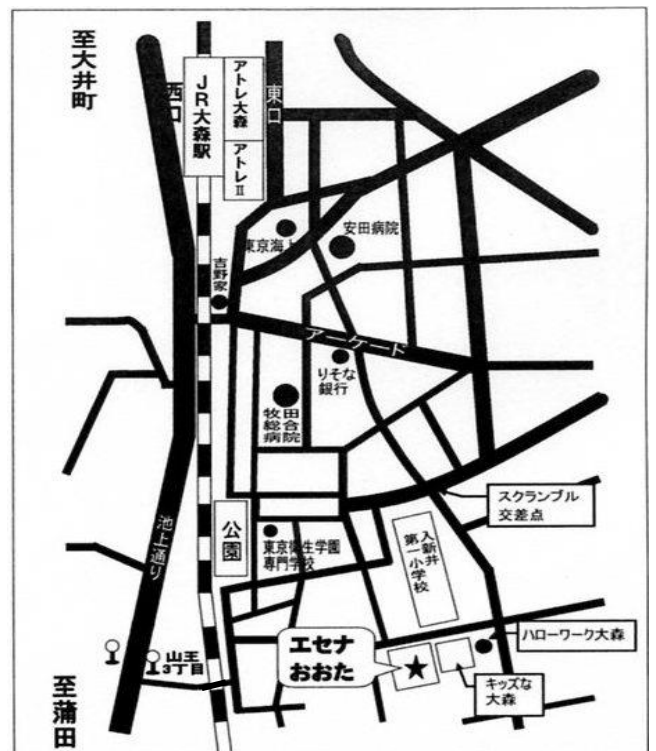 至大井町
西口
JR大森駅
アトレ大森
アトレⅡ
東口
東京海上
安田病院
吉野家
アーケード
りそな
銀行
牧田
総合
病院
スクランブル
交差点
池上通り
公園
東京衛生学園
専門学校
入新井
第一小学校
ハローワーク大森
エセナ
おおた
キッズな
大森
山王
3丁目
至蒲田